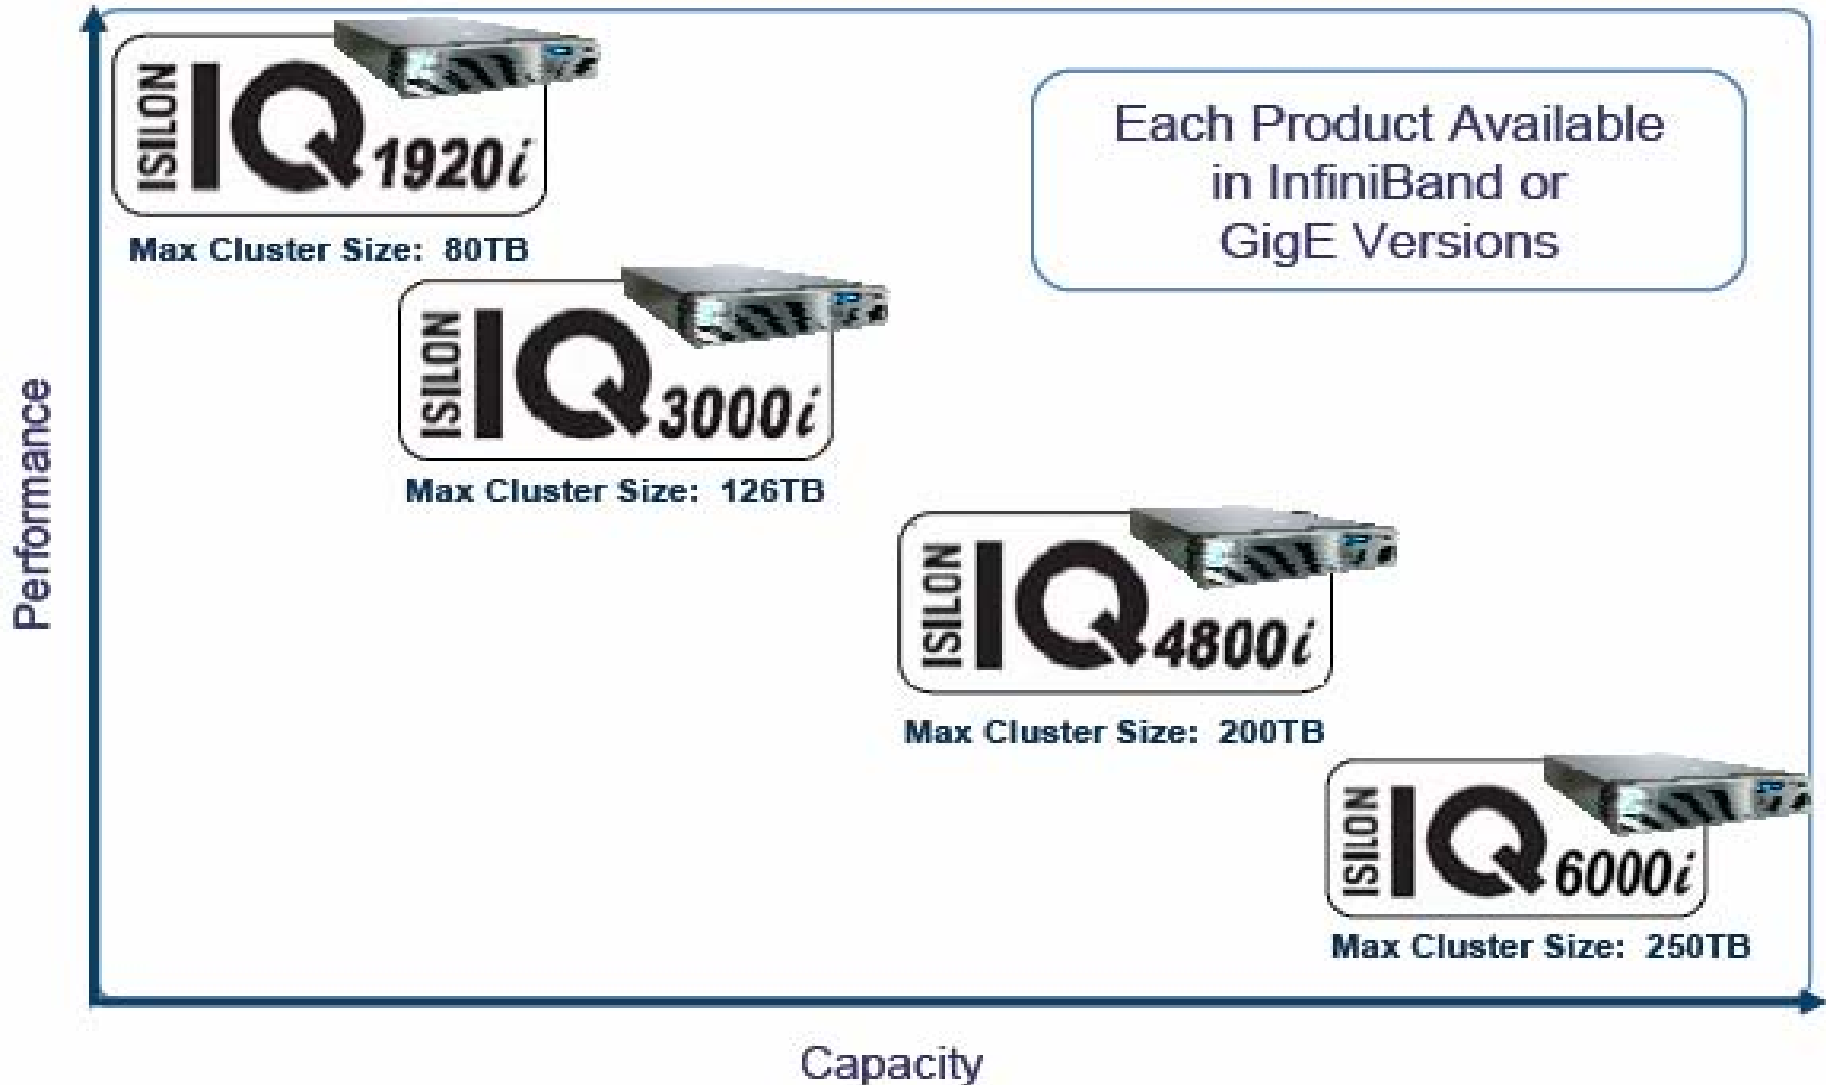 ISILON IQ 1920i
Max Cluster Size: 80TB
Each Product Available
in InfiniBand or
GigE Versions
ISILON IQ 3000i
Max Cluster Size: 126TB
Performance
ISILON IQ 4800i
Max Cluster Size: 200TB
ISILON IQ 6000i
Max Cluster Size: 250TB
Capacity